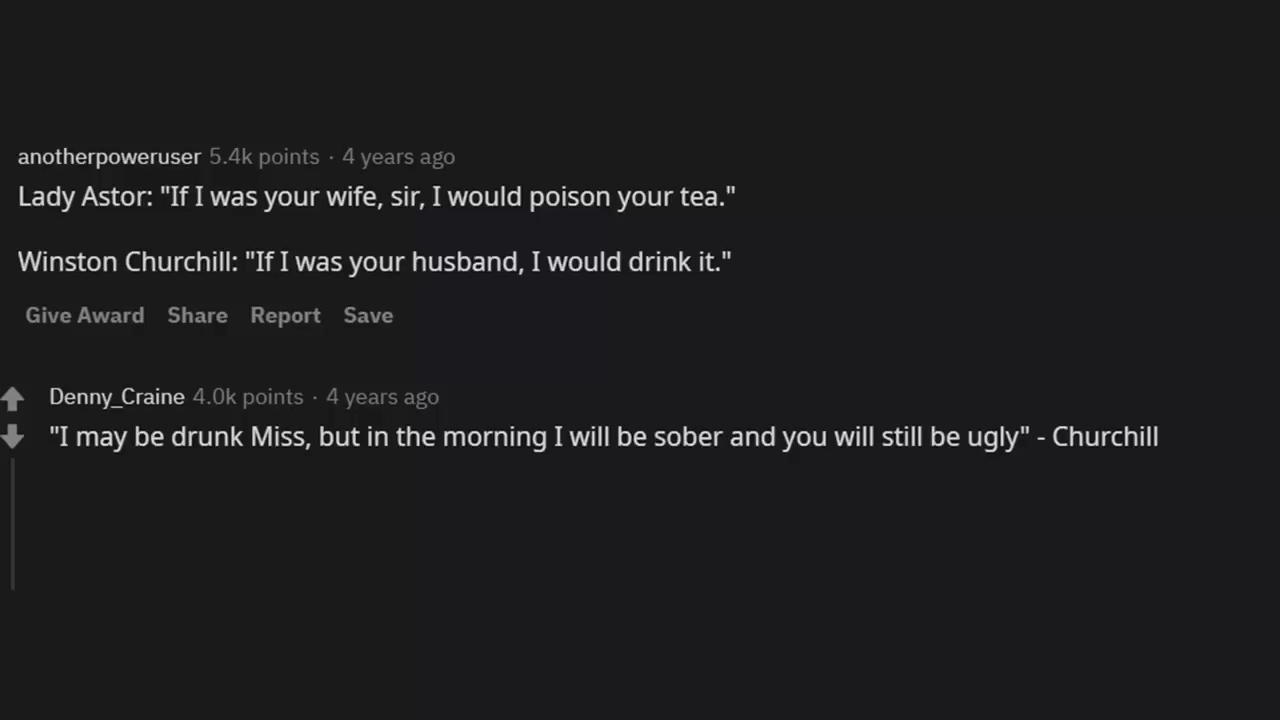 anotherpoweruser 5.4k points · 4 years ago
Lady Astor: "If I was your wife, sir, I would poison your tea."
Winston Churchill: "If I was your husband, I would drink it."
Give Award Share Report Save
Denny_Craine 4.0k points · 4 years ago
"I may be drunk Miss, but in the morning I will be sober and you will still be ugly" - Churchill